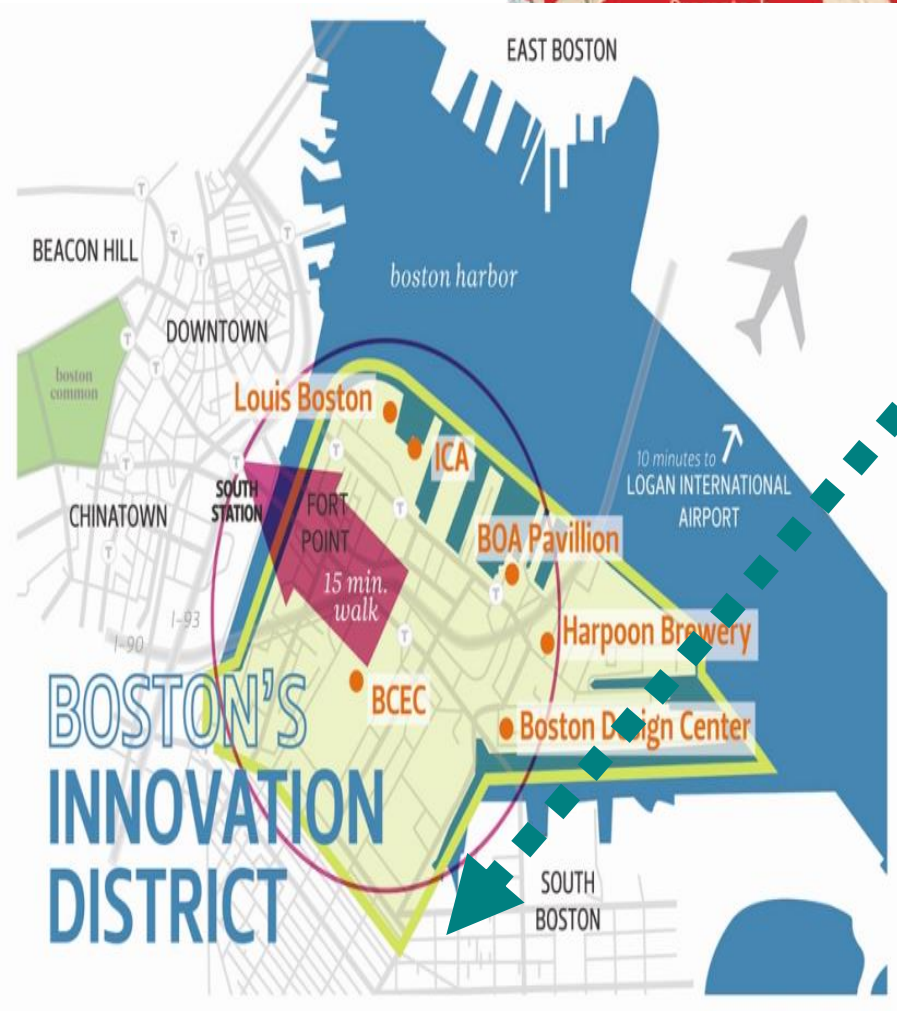 EAST BOSTON
BEACON HILL
boston harbor
DOWNTOWN
boston
common
Louis Boston
ICA
10 minutes to
LOGAN INTERNATIONAL
AIRPORT
SOUTH
STATION
FORT
POINT
CHINATOWN
BOA Pavillion
15 min.
walk
I-93
I-90
Harpoon Brewery
BCEC
Boston Design Center
BOSTON'S
INNOVATION
DISTRICT
SOUTH
BOSTON
T
T
T
T
T
T
T
T
T
T
T
T
T
T